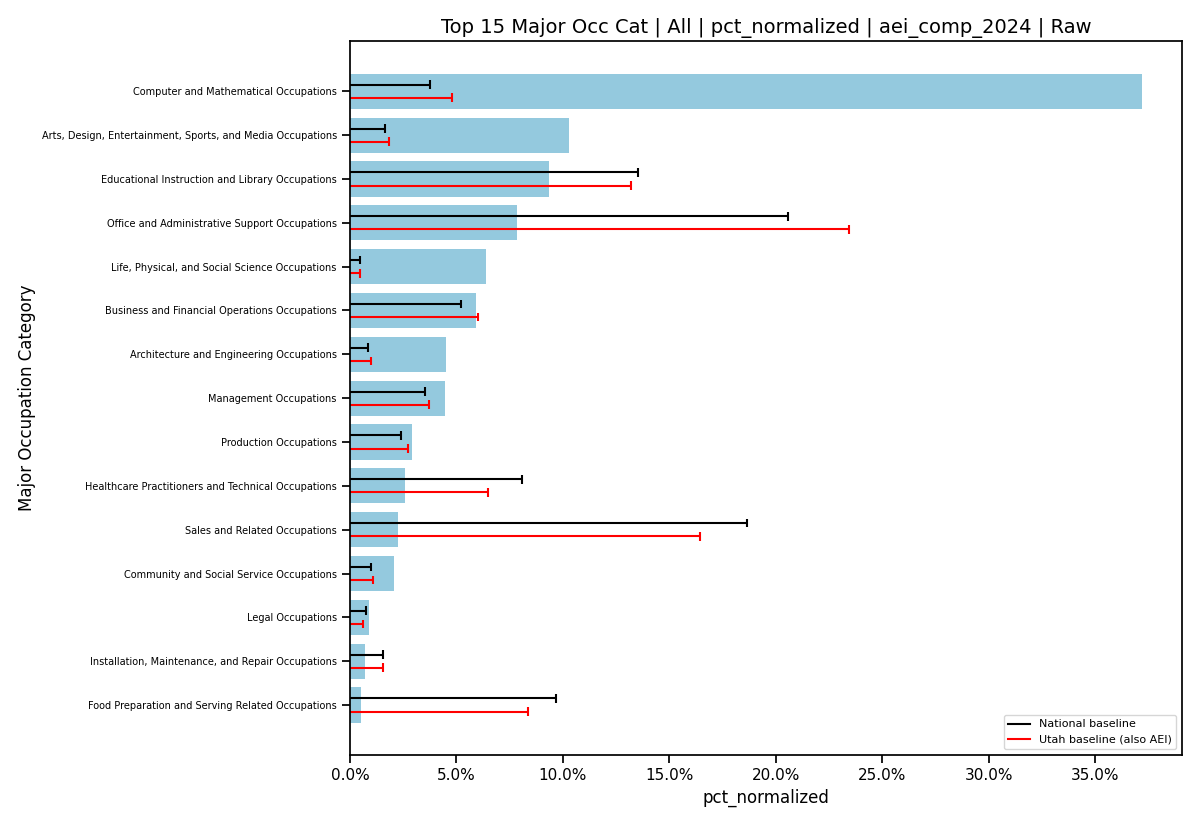 Top 15 Major Occ Cat | All | pct_normalized | aei_comp_2024 | Raw
Major Occupation Category
Computer and Mathematical Occupations
Arts, Design, Entertainment, Sports, and Media Occupations
Educational Instruction and Library Occupations
Office and Administrative Support Occupations
Life, Physical, and Social Science Occupations
Business and Financial Operations Occupations
Architecture and Engineering Occupations
Management Occupations
Production Occupations
Healthcare Practitioners and Technical Occupations
Sales and Related Occupations
Community and Social Service Occupations
Legal Occupations
Installation, Maintenance, and Repair Occupations
Food Preparation and Serving Related Occupations
National baseline
Utah baseline (also AEI)
0.0% 5.0% 10.0% 15.0% 20.0% 25.0% 30.0% 35.0%
pct_normalized